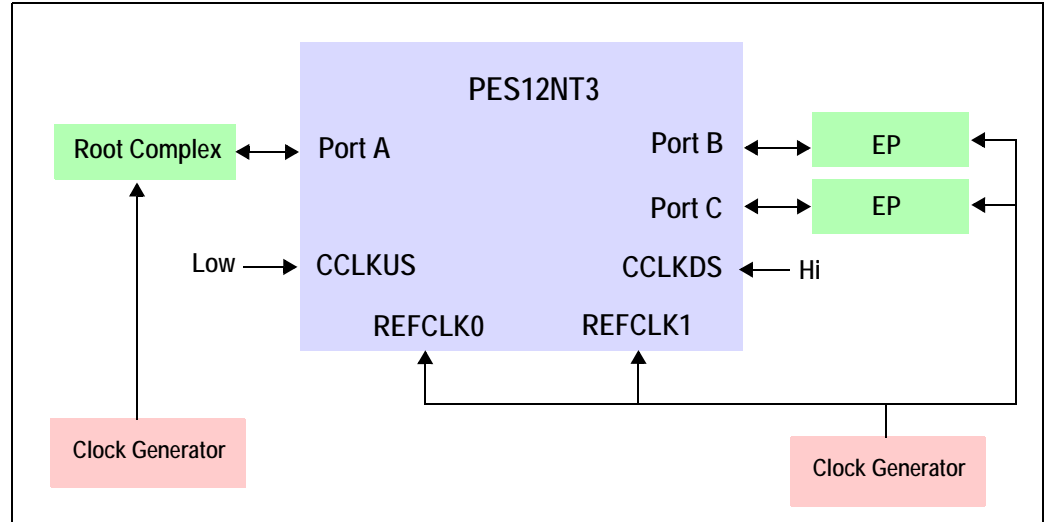 PES12NT3
Root Complex
Port A
Port B
EP
Port C
EP
Low
CCLKUS
CCLKDS
Hi
REFCLK0
REFCLK1
Clock Generator
Clock Generator